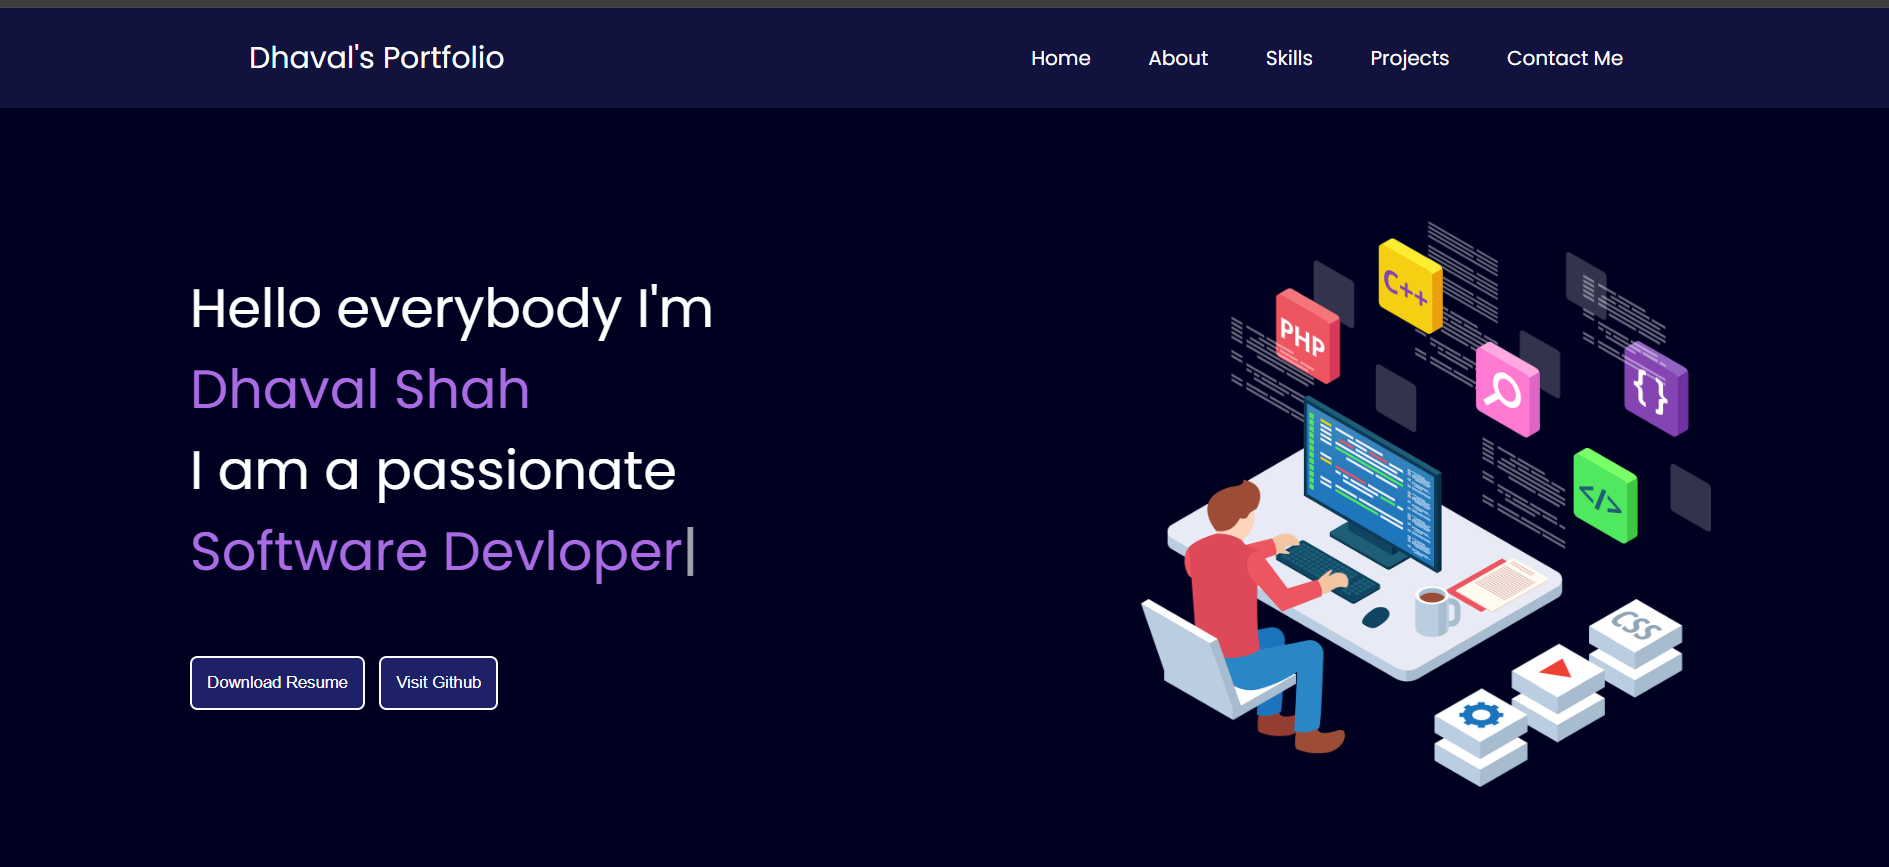 Dhaval's Portfolio
Home About Skills Projects Contact Me
Hello everybody I'm
Dhaval Shah
I am a passionate
Software Devloper|
Download Resume Visit Github
C++
PHP
{}
</>
CSS